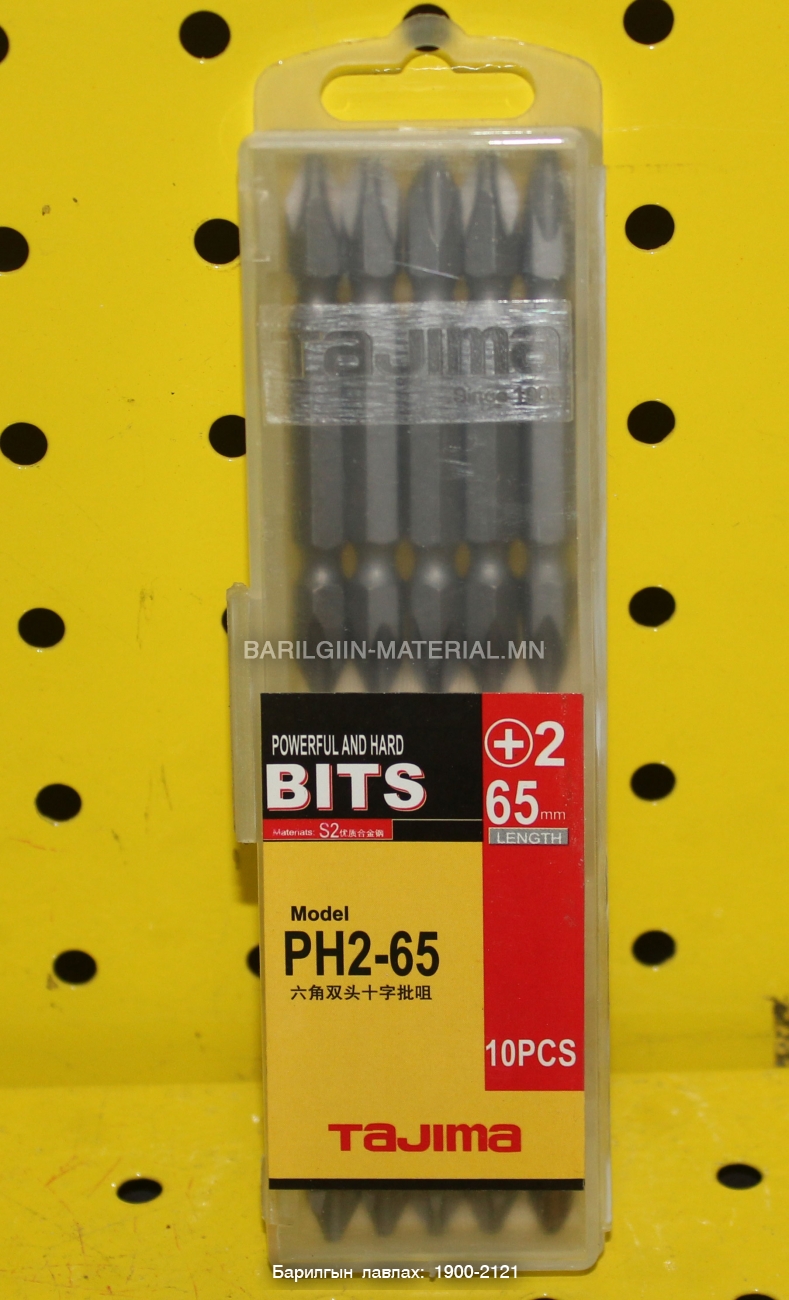 TaJIma
Since
BARILGIIN-MATERIAL.MN
POWERFUL AND HARD
BITS
Materials: S2优质合金钢
+2
65mm
LENGTH
Model
PH2-65
六角双头十字批咀
10PCS
TaJIma
Барилгын лавлах: 1900-2121